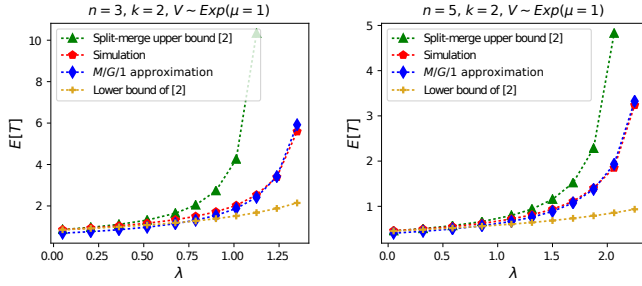 n = 3, k = 2, V ~ Exp(μ = 1)
E[T]
10
8
6
4
2
Split-merge upper bound [2]
Simulation
M/G/1 approximation
Lower bound of [2]
0.00 0.25 0.50 0.75 1.00 1.25
λ
n = 5, k = 2, V ~ Exp(μ = 1)
E[T]
5
4
3
2
1
Split-merge upper bound [2]
Simulation
M/G/1 approximation
Lower bound of [2]
0.0 0.5 1.0 1.5 2.0
λ